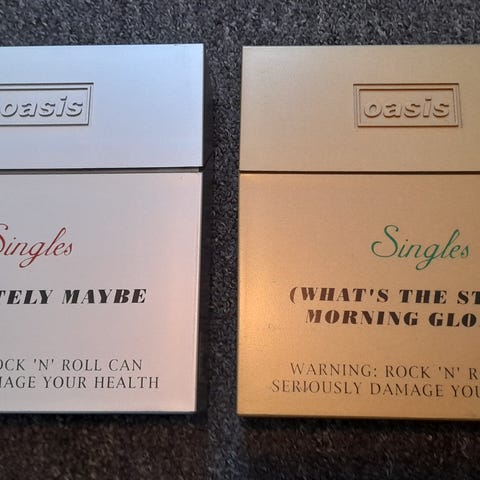 oasis
Singles
TELY MAYBE
OCK 'N' ROLL CAN
MAGE YOUR HEALTH
oasis
Singles
(WHAT'S THE ST
MORNING GLO
WARNING: ROCK 'N' R
SERIOUSLY DAMAGE YOU